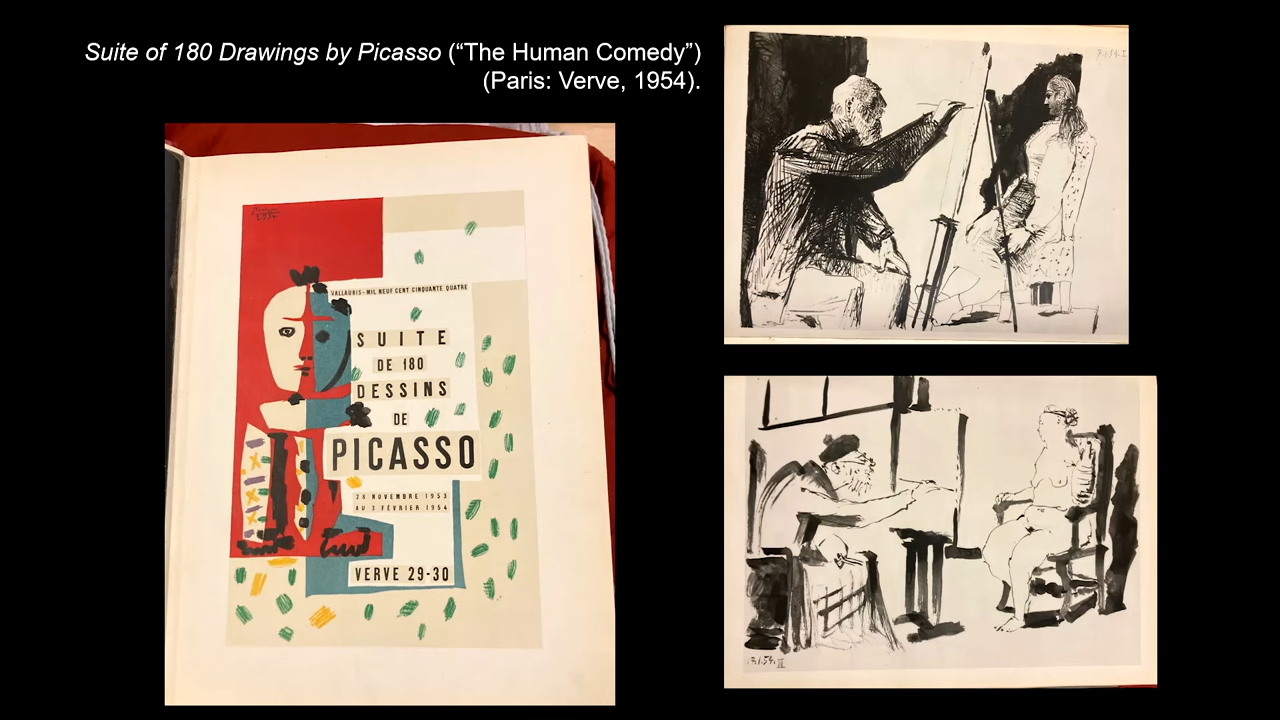 Suite of 180 Drawings by Picasso (“The Human Comedy”)
(Paris: Verve, 1954).
VALLAURIS - MIL NEUF CENT CINQUANTE QUATRE
SUITE
DE 180
DESSINS
DE
PICASSO
28 NOVEMBRE 1953
AU 3 FÉVRIER 1954
VERVE 29-30